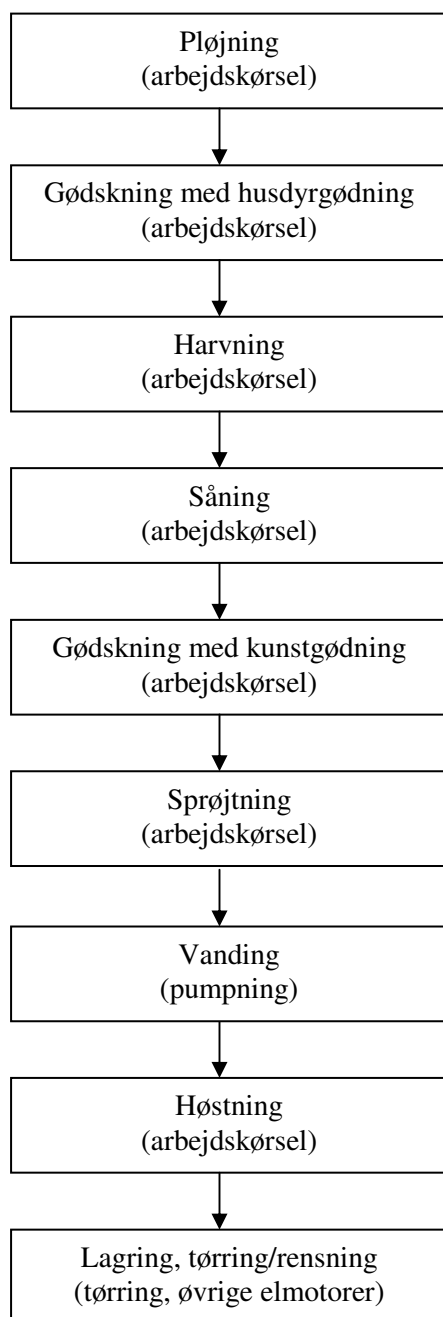 Pløjning
(arbejdskørsel)
Gødskning med husdyrgødning
(arbejdskørsel)
Harvning
(arbejdskørsel)
Såning
(arbejdskørsel)
Gødskning med kunstgødning
(arbejdskørsel)
Sprøjtning
(arbejdskørsel)
Vanding
(pumpning)
Høstning
(arbejdskørsel)
Lagring, tørring/rensning
(tørring, øvrige elmotorer)